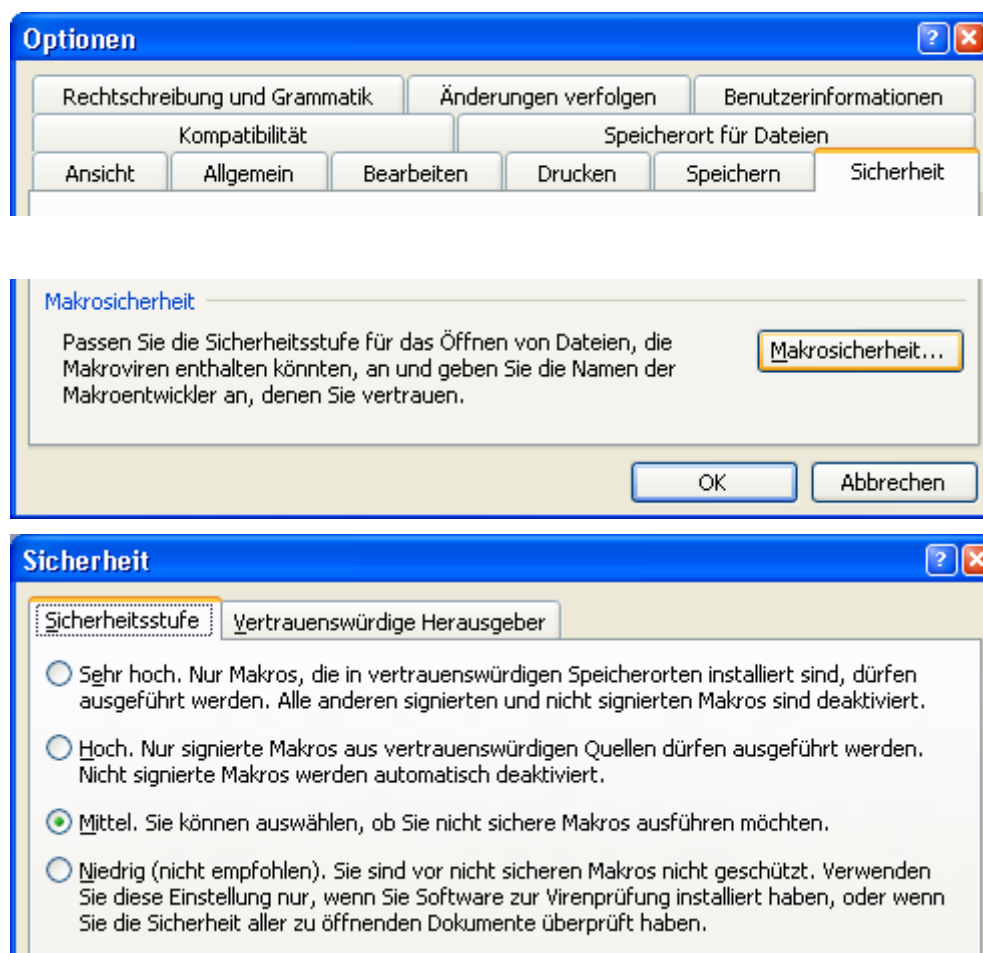 Optionen
Rechtschreibung und Grammatik Änderungen verfolgen Benutzerinformationen
Kompatibilität Speicherort für Dateien
Ansicht Allgemein Bearbeiten Drucken Speichern Sicherheit
Makrosicherheit
Passen Sie die Sicherheitsstufe für das Öffnen von Dateien, die
Makroviren enthalten könnten, an und geben Sie die Namen der
Makroentwickler an, denen Sie vertrauen.
Makrosicherheit...
OK Abbrechen
Sicherheit
Sicherheitsstufe Vertrauenswürdige Herausgeber
Sehr hoch. Nur Makros, die in vertrauenswürdigen Speicherorten installiert sind, dürfen
ausgeführt werden. Alle anderen signierten und nicht signierten Makros sind deaktiviert.
Hoch. Nur signierte Makros aus vertrauenswürdigen Quellen dürfen ausgeführt werden.
Nicht signierte Makros werden automatisch deaktiviert.
Mittel. Sie können auswählen, ob Sie nicht sichere Makros ausführen möchten.
Niedrig (nicht empfohlen). Sie sind vor nicht sicheren Makros nicht geschützt. Verwenden
Sie diese Einstellung nur, wenn Sie Software zur Virenprüfung installiert haben, oder wenn
Sie die Sicherheit aller zu öffnenden Dokumente überprüft haben.